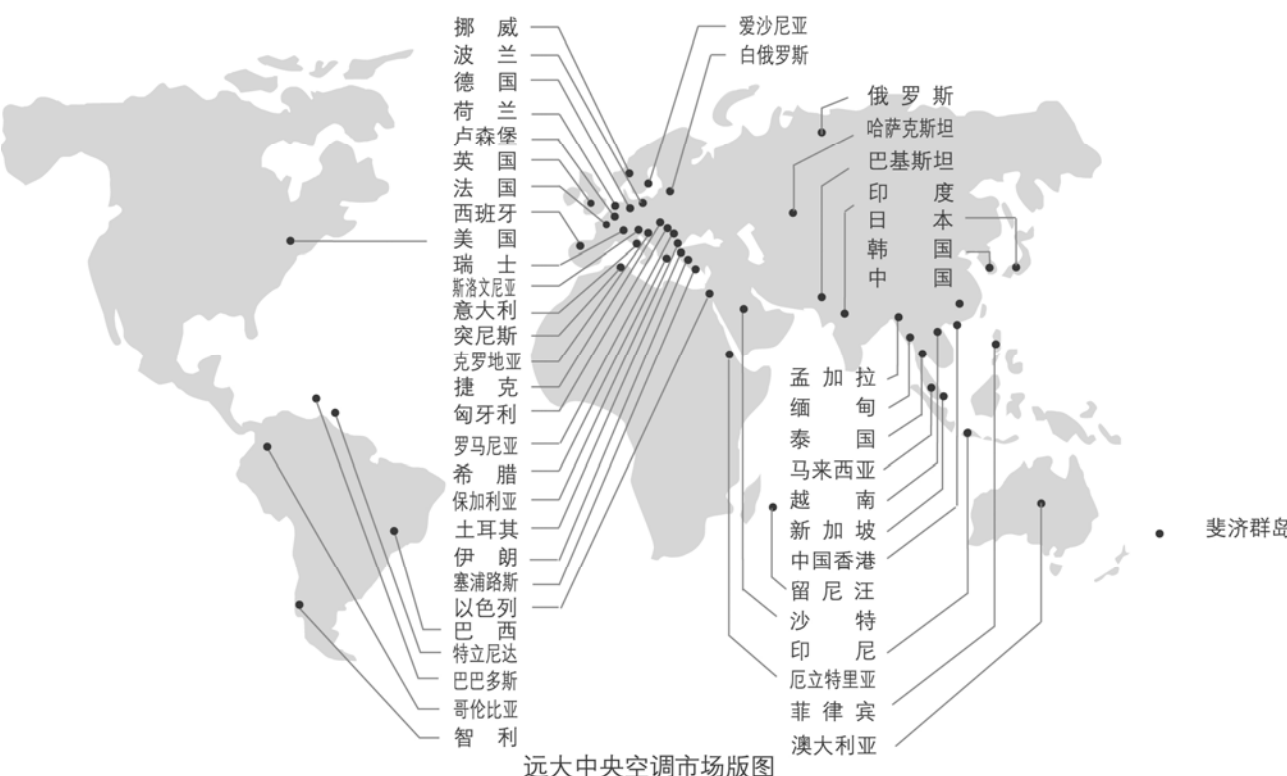 挪威
波兰
德国
荷兰
卢森堡
英国
法国
西班牙
美国
瑞士
斯洛文尼亚
意大利
突尼斯
克罗地亚
捷克
匈牙利
罗马尼亚
希腊
保加利亚
土耳其
伊朗
塞浦路斯
以色列
巴西
特立尼达
巴巴多斯
哥伦比亚
智利
爱沙尼亚
白俄罗斯
俄罗斯
哈萨克斯坦
巴基斯坦
印度
日本
韩国
中国
孟加拉
缅甸
泰国
马来西亚
越南
新加坡
中国香港
留尼汪
沙特
印尼
厄立特里亚
菲律宾
澳大利亚
斐济群岛
远大中央空调市场版图